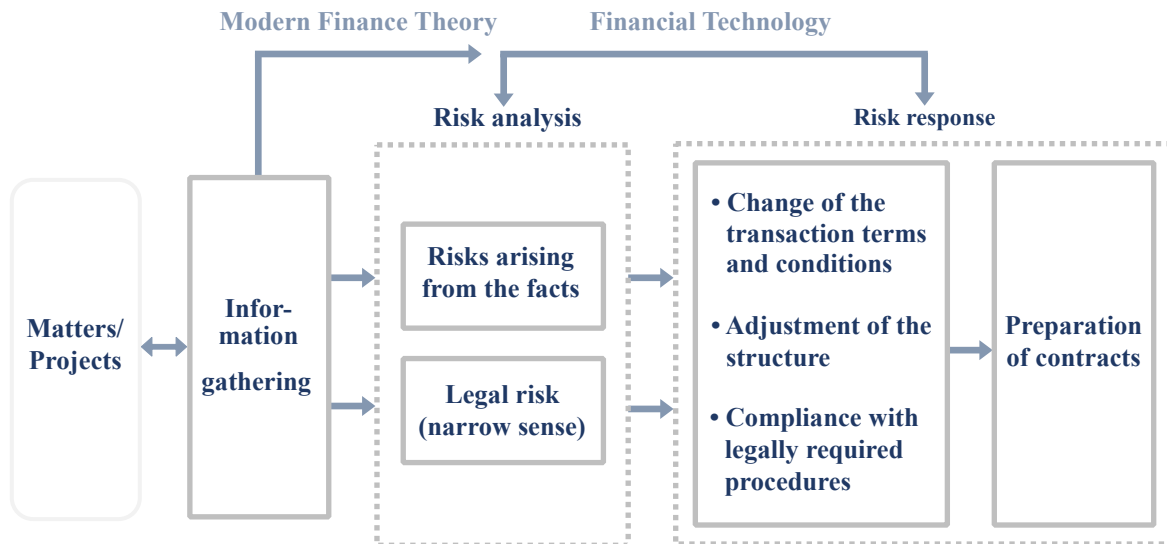 Modern Finance Theory
Financial Technology
Risk analysis
Risk response
Matters/
Projects
Infor-
mation
gathering
Risks arising
from the facts
Legal risk
(narrow sense)
• Change of the
transaction terms
and conditions
• Adjustment of the
structure
• Compliance with
legally required
procedures
Preparation
of contracts